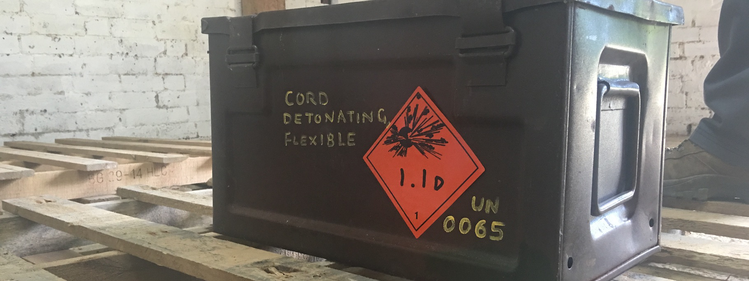 CORD
DETONATING
FLEXIBLE
1.1D
1
UN
0065